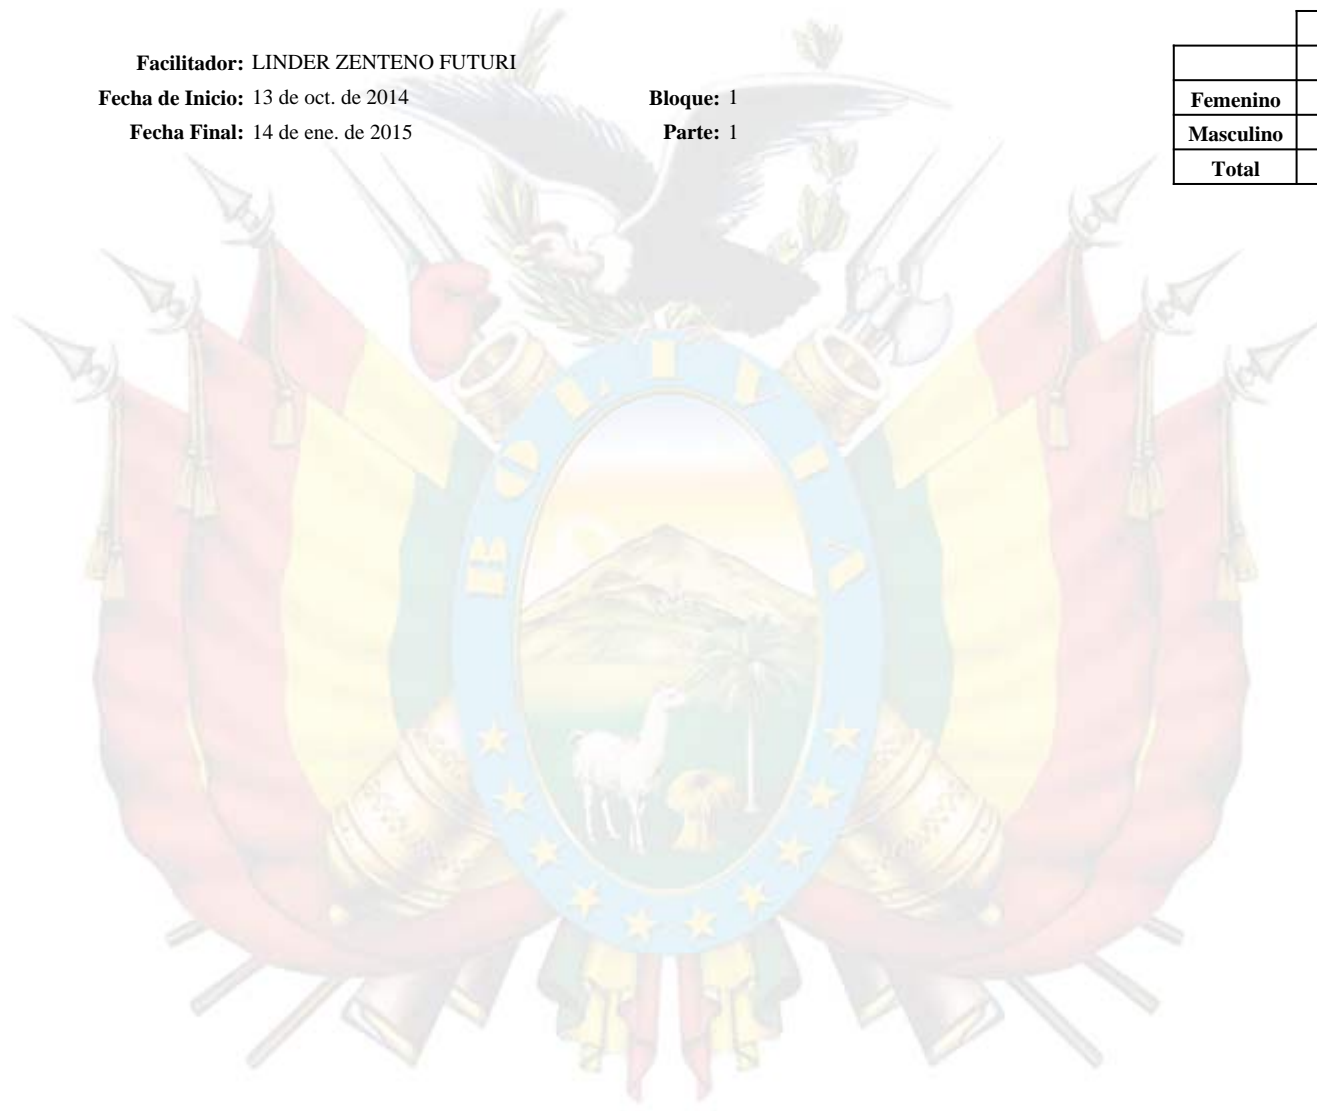 Facilitador: LINDER ZENTENO FUTURI
Fecha de Inicio: 13 de oct. de 2014 Bloque: 1
Fecha Final: 14 de ene. de 2015 Parte: 1
Femenino
Masculino
Total
BOLIVIA